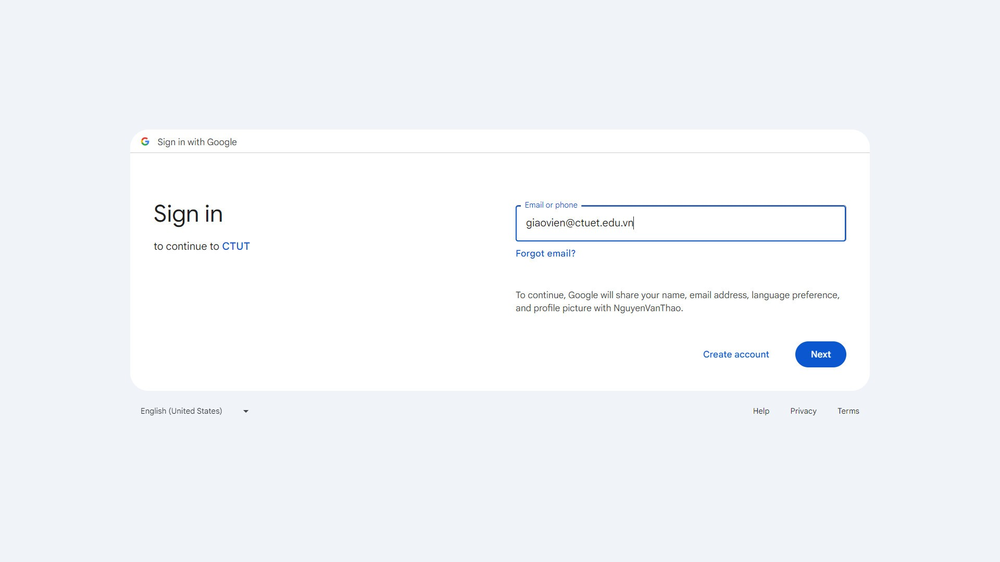 Sign in with Google
Sign in
to continue to CTUT
Email or phone
giaovien@ctuet.edu.vn
Forgot email?
To continue, Google will share your name, email address, language preference,
and profile picture with NguyenVanThao.
Create account
Next
English (United States)
Help
Privacy
Terms